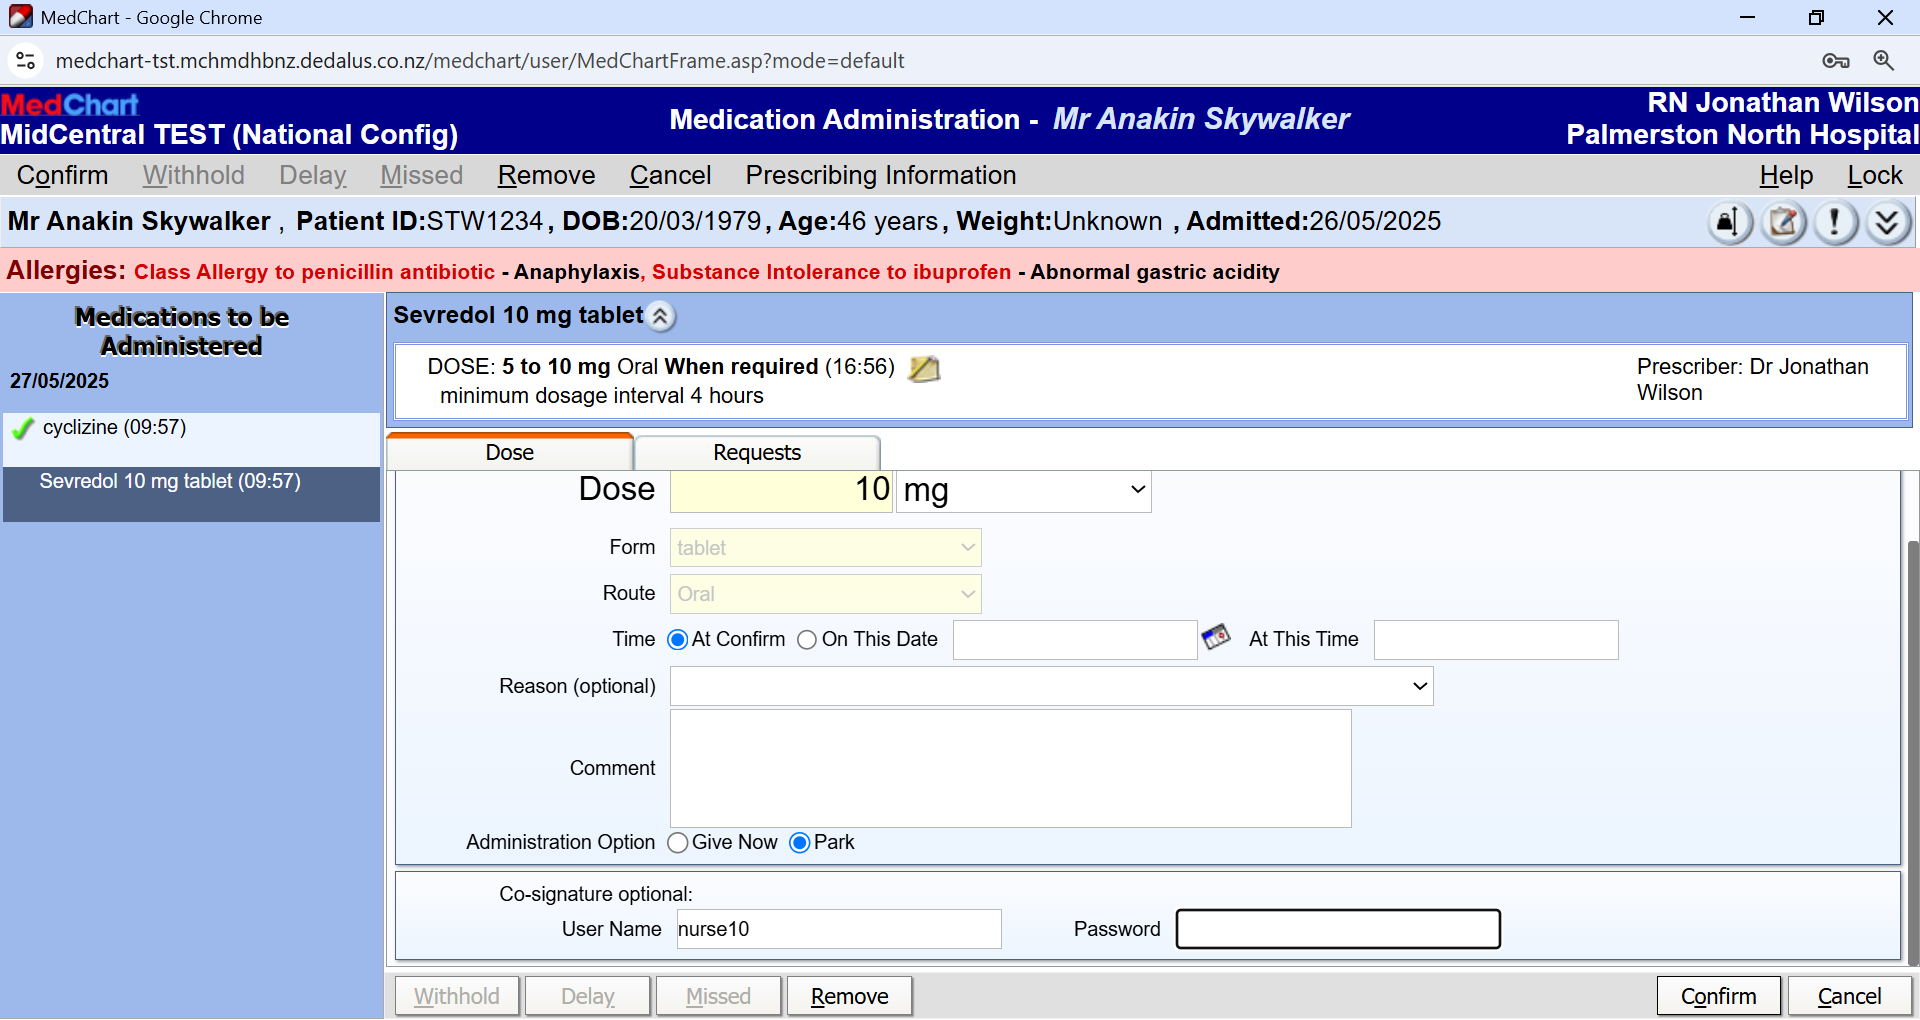 MedChart - Google Chrome
medchart-tst.mchmdhbnz.dedalus.co.nz/medchart/user/MedChartFrame.asp?mode=default
MedChart
MidCentral TEST (National Config)
Medication Administration - Mr Anakin Skywalker
RN Jonathan Wilson
Palmerston North Hospital
Confirm Withhold Delay Missed Remove Cancel Prescribing Information Help Lock
Mr Anakin Skywalker , Patient ID:STW1234, DOB:20/03/1979, Age:46 years, Weight:Unknown , Admitted:26/05/2025
Allergies: Class Allergy to penicillin antibiotic - Anaphylaxis, Substance Intolerance to ibuprofen - Abnormal gastric acidity
Medications to be
Administered
27/05/2025
cyclizine (09:57)
Sevredol 10 mg tablet (09:57)
Sevredol 10 mg tablet
DOSE: 5 to 10 mg Oral When required (16:56)
minimum dosage interval 4 hours
Prescriber: Dr Jonathan
Wilson
Dose Requests
Dose 10 mg
Form tablet
Route Oral
Time At Confirm On This Date At This Time
Reason (optional)
Comment
Administration Option Give Now Park
Co-signature optional:
User Name nurse10 Password
Withhold Delay Missed Remove Confirm Cancel